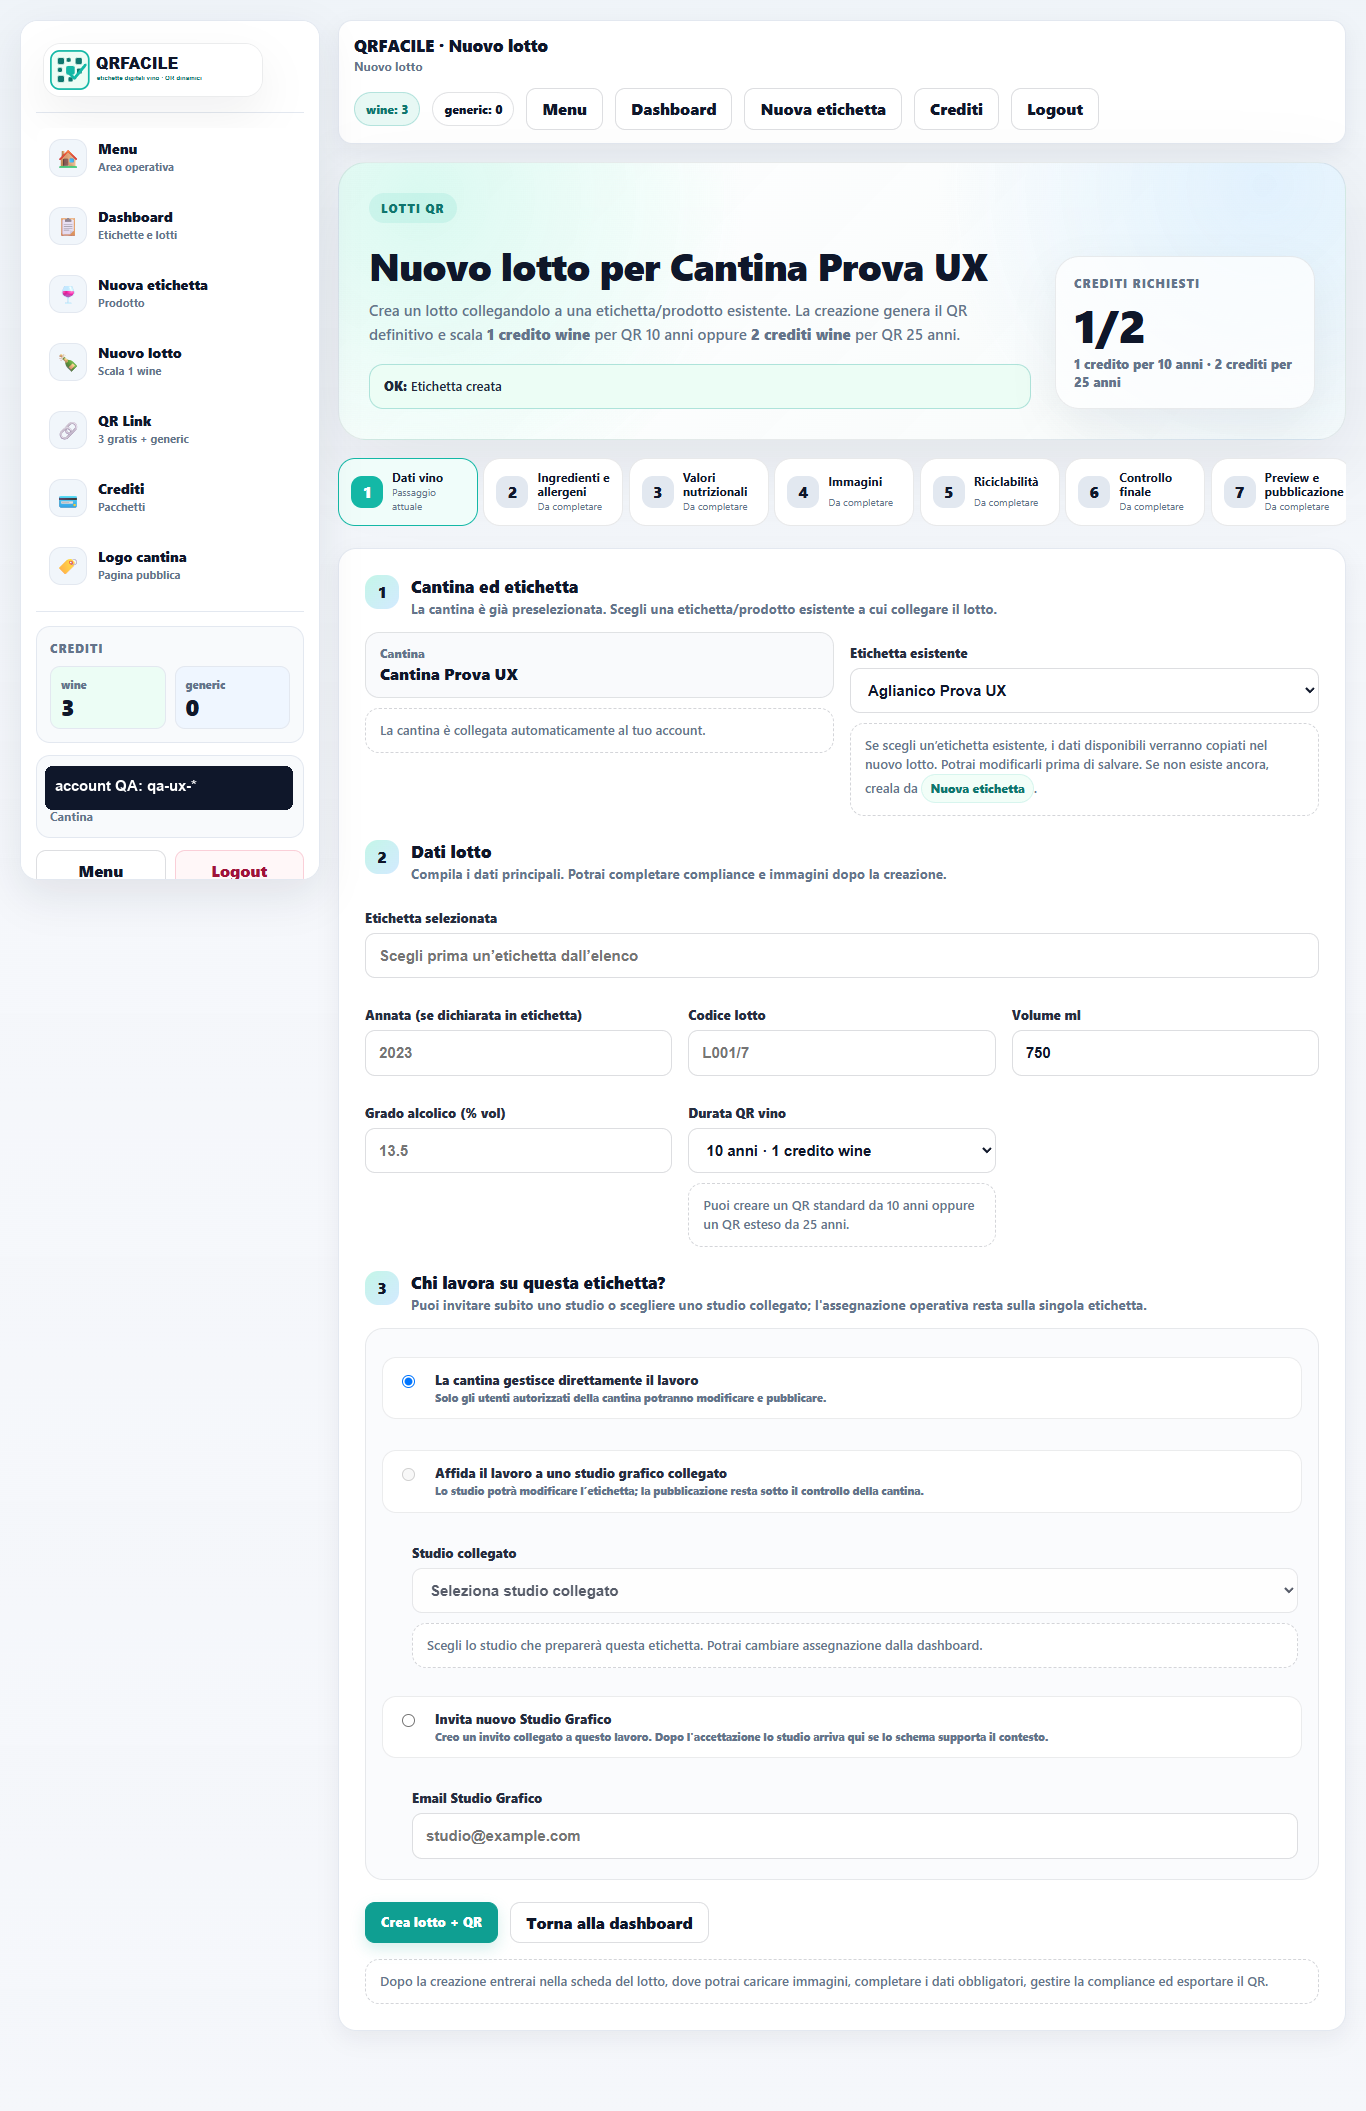 QRFACILE
etichette digitali vino · QR dinamici
Menu
Area operativa
Dashboard
Etichette e lotti
Nuova etichetta
Prodotto
Nuovo lotto
Scala 1 wine
QR Link
3 gratis + generic
Crediti
Pacchetti
Logo cantina
Pagina pubblica
CREDITI
wine
3
generic
0
account QA: qa-ux-*
Cantina
Menu
Logout
QRFACILE · Nuovo lotto
Nuovo lotto
wine: 3
generic: 0
Menu
Dashboard
Nuova etichetta
Crediti
Logout
LOTTI QR
Nuovo lotto per Cantina Prova UX
Crea un lotto collegandolo a una etichetta/prodotto esistente. La creazione genera il QR
definitivo e scala 1 credito wine per QR 10 anni oppure 2 crediti wine per QR 25 anni.
OK: Etichetta creata
CREDITI RICHIESTI
1/2
1 credito per 10 anni · 2 crediti per
25 anni
1
Dati vino
Passaggio
attuale
2
Ingredienti e
allergeni
Da completare
3
Valori
nutrizionali
Da completare
4
Immagini
Da completare
5
Riciclabilità
Da completare
6
Controllo
finale
Da completare
7
Preview e
pubblicazione
Da completare
1
Cantina ed etichetta
La cantina è già preselezionata. Scegli una etichetta/prodotto esistente a cui collegare il lotto.
Cantina
Cantina Prova UX
La cantina è collegata automaticamente al tuo account.
Etichetta esistente
Aglianico Prova UX
Se scegli un'etichetta esistente, i dati disponibili verranno copiati nel
nuovo lotto. Potrai modificarli prima di salvare. Se non esiste ancora,
creala da Nuova etichetta.
2
Dati lotto
Compila i dati principali. Potrai completare compliance e immagini dopo la creazione.
Etichetta selezionata
Scegli prima un’etichetta dall’elenco
Annata (se dichiarata in etichetta)
2023
Codice lotto
L001/7
Volume ml
750
Grado alcolico (% vol)
13.5
Durata QR vino
10 anni · 1 credito wine
Puoi creare un QR standard da 10 anni oppure
un QR esteso da 25 anni.
3
Chi lavora su questa etichetta?
Puoi invitare subito uno studio o scegliere uno studio collegato; l'assegnazione operativa resta sulla singola etichetta.
La cantina gestisce direttamente il lavoro
Solo gli utenti autorizzati della cantina potranno modificare e pubblicare.
Affida il lavoro a uno studio grafico collegato
Lo studio potrà modificare l'etichetta; la pubblicazione resta sotto il controllo della cantina.
Studio collegato
Seleziona studio collegato
Scegli lo studio che preparerà questa etichetta. Potrai cambiare assegnazione dalla dashboard.
Invita nuovo Studio Grafico
Creo un invito collegato a questo lavoro. Dopo l'accettazione lo studio arriva qui se lo schema supporta il contesto.
Email Studio Grafico
studio@example.com
Crea lotto + QR
Torna alla dashboard
Dopo la creazione entrerai nella scheda del lotto, dove potrai caricare immagini, completare i dati obbligatori, gestire la compliance ed esportare il QR.